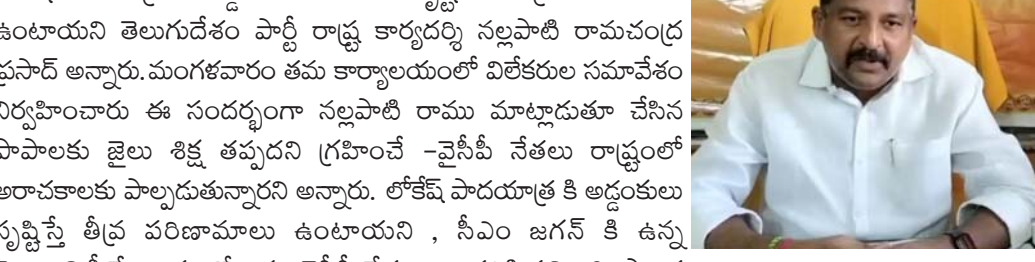 ఉంటాయని తెలుగుదేశం పార్టీ రాష్ట్ర కార్యదర్శి నల్లపాటి రామచంద్ర
ప్రసాద్ అన్నారు.మంగళవారం తమ కార్యాలయంలో విలేకరుల సమావేశం
నిర్వహించారు ఈ సందర్భంగా నల్లపాటి రాము మాట్లాడుతూ చేసిన
పాపాలకు జైలు శిక్ష తప్పదని గ్రహించే -వైసీపీ నేతలు రాష్ట్రంలో
అరాచకాలకు పాల్పడుతున్నారని అన్నారు. లోకేష్ పాదయాత్ర కి అడ్డంకులు
సృష్టిస్తే తీవ్ర పరిణామాలు ఉంటాయని , సీఎం జగన్ కి ఉన్న